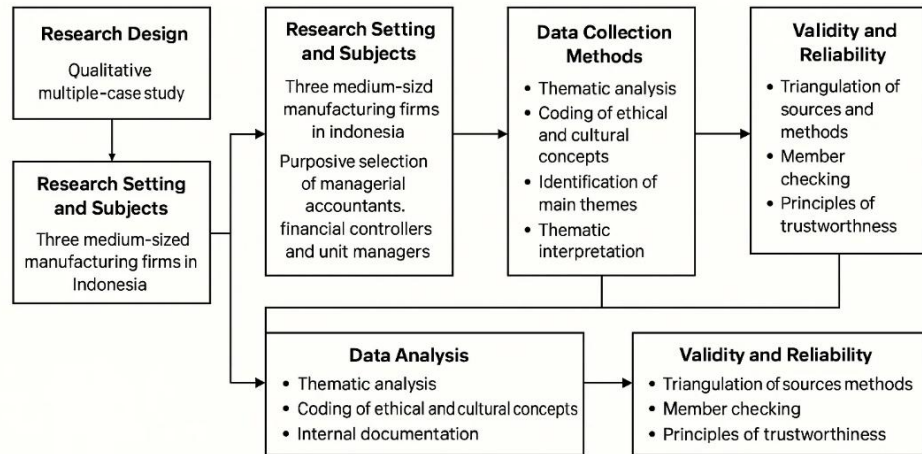 Research Design
Qualitative
multiple-case study
Research Setting
and Subjects
Three medium-sized
manufacturing firms in
Indonesia
Research Setting
and Subjects
Three medium-sizd
manufacturing firms
in indonesia
Purposive selection
of managerial
accountants.
financial controllers
and unit managers
Data Collection
Methods
• Thematic analysis
• Coding of ethical
and cultural
concepts
• Identification of
main themes
• Thematic
interpretation
Validity and
Reliability
• Triangulation of
sources and
methods
• Member
checking
• Principles of
trustworthness
Data Analysis
• Thematic analysis
• Coding of ethical and cultural concepts
• Internal documentation
Validity and Reliability
• Triangulation of sources methods
• Member checking
• Principles of trustworthiness